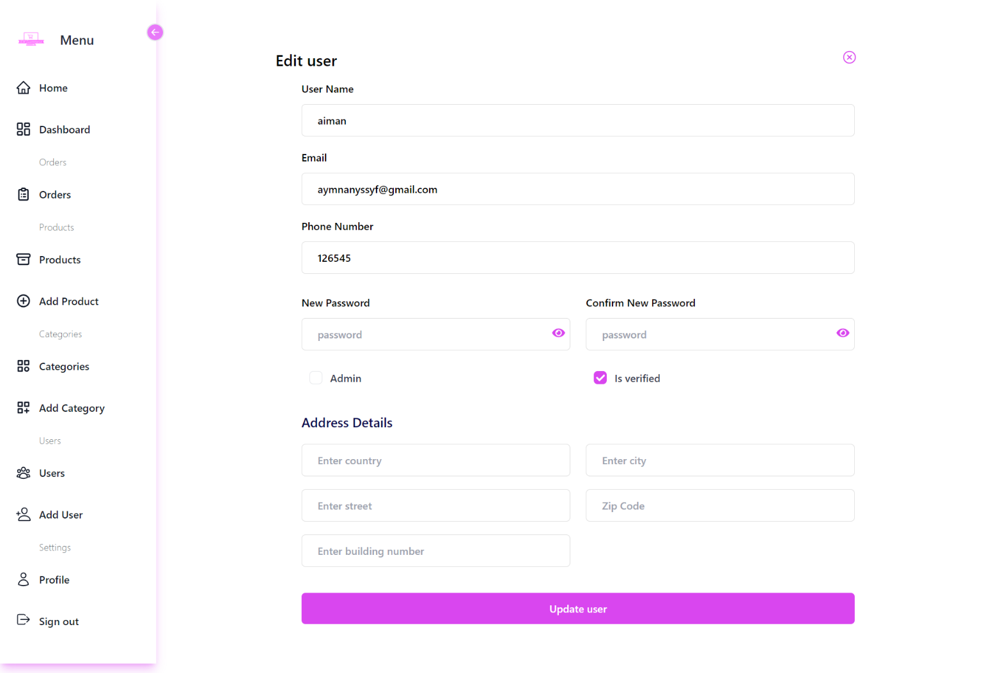 Menu
Home
Dashboard
Orders
Orders
Products
Products
Add Product
Categories
Categories
Add Category
Users
Users
Add User
Settings
Profile
Sign out
Edit user
User Name
aiman
Email
aymnanyssyf@gmail.com
Phone Number
126545
New Password
Confirm New Password
password
password
Admin
Is verified
Address Details
Enter country
Enter city
Enter street
Zip Code
Enter building number
Update user